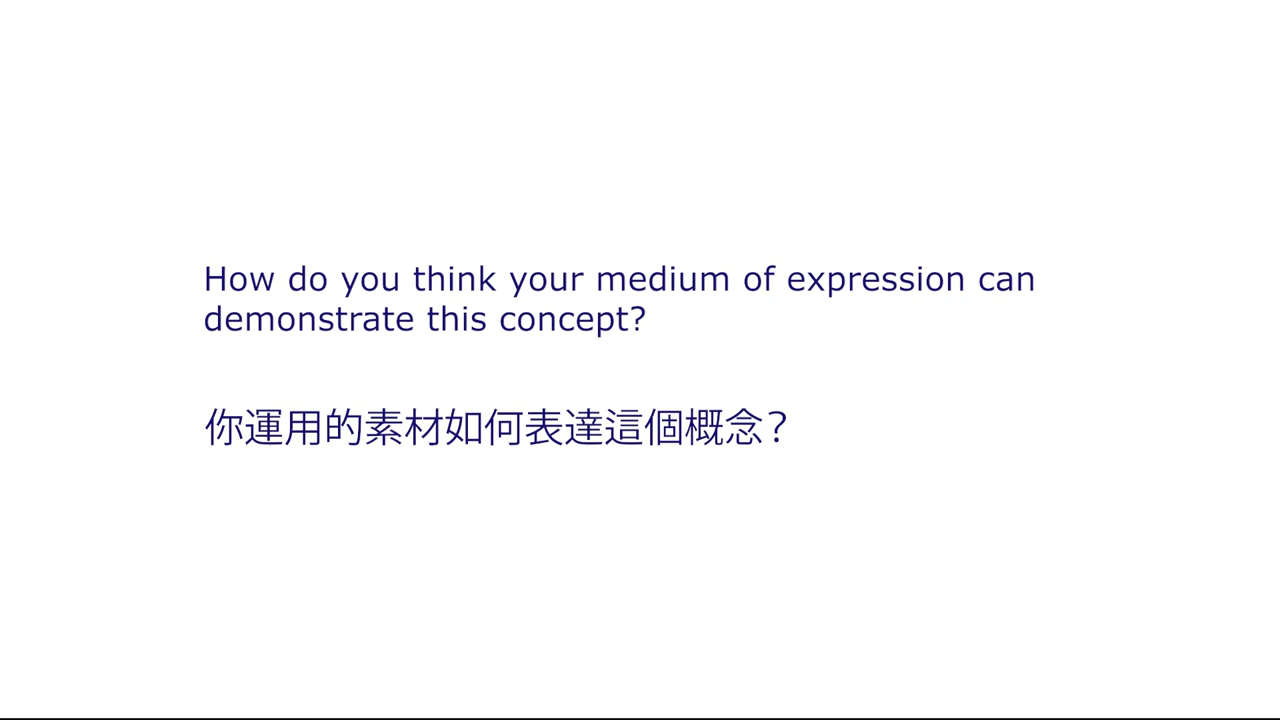 How do you think your medium of expression can
demonstrate this concept?
你運用的素材如何表達這個概念？